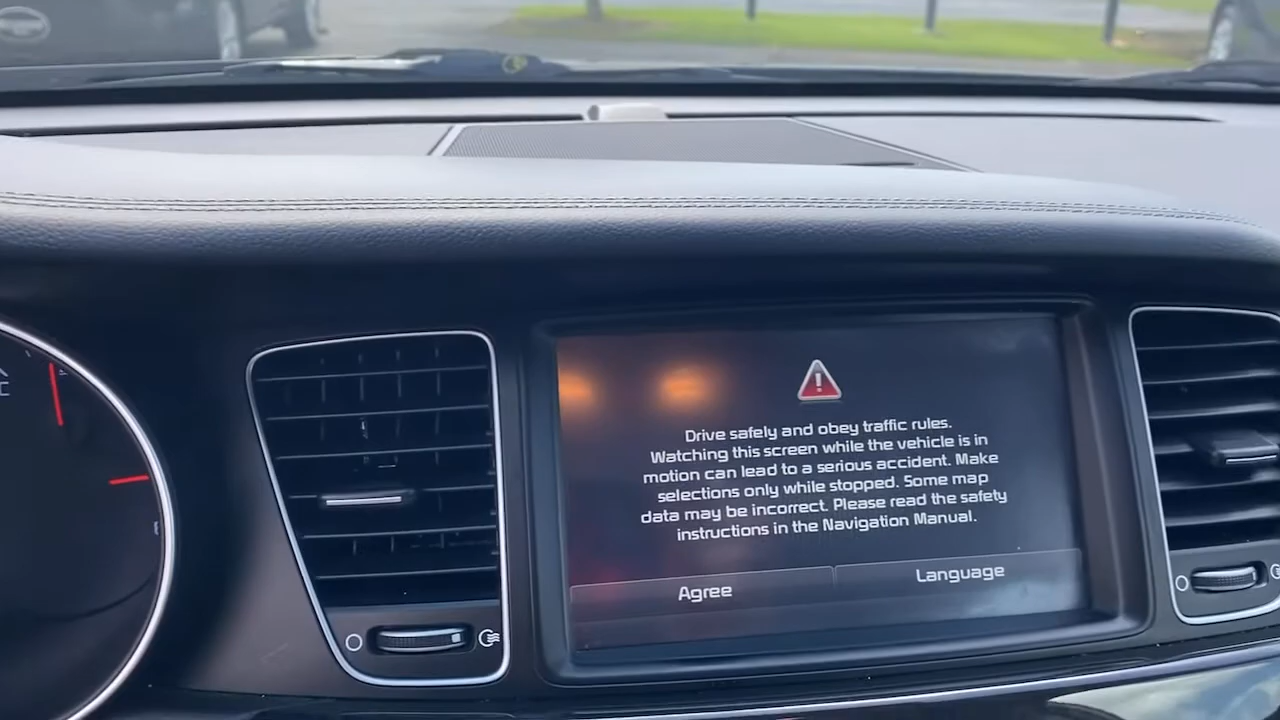 Drive safely and obey traffic rules.
Watching this screen while the vehicle is in
motion can lead to a serious accident. Make
selections only while stopped. Some map
data may be incorrect. Please read the safety
instructions in the Navigation Manual.
Agree
Language